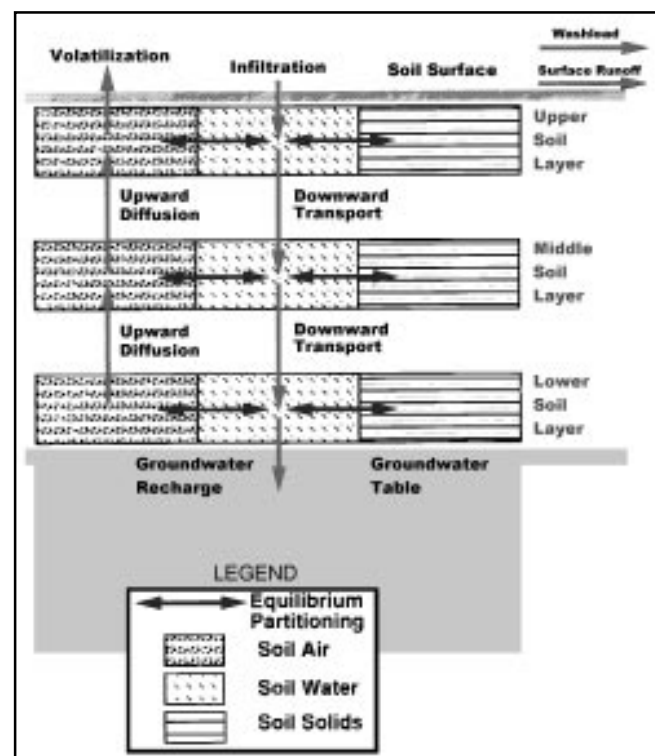 Washload
Volatilization
Infiltration
Soil Surface
Surface Runoff
Upper
Soil
Layer
Upward
Diffusion
Downward
Transport
Middle
Soil
Layer
Upward
Diffusion
Downward
Transport
Lower
Soil
Layer
Groundwater
Recharge
Groundwater
Table
LEGEND
Equilibrium
Partitioning
Soil Air
Soil Water
Soil Solids